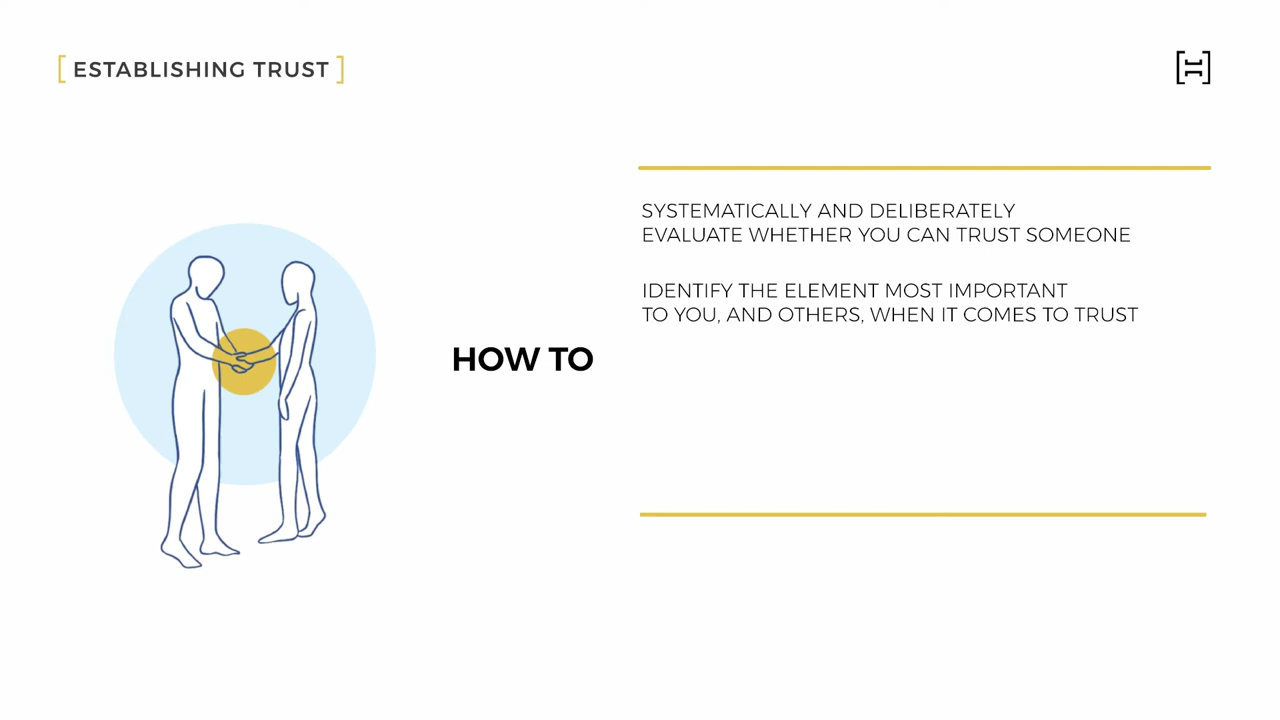 [ ESTABLISHING TRUST ]
HOW TO
SYSTEMATICALLY AND DELIBERATELY
EVALUATE WHETHER YOU CAN TRUST SOMEONE
IDENTIFY THE ELEMENT MOST IMPORTANT
TO YOU, AND OTHERS, WHEN IT COMES TO TRUST